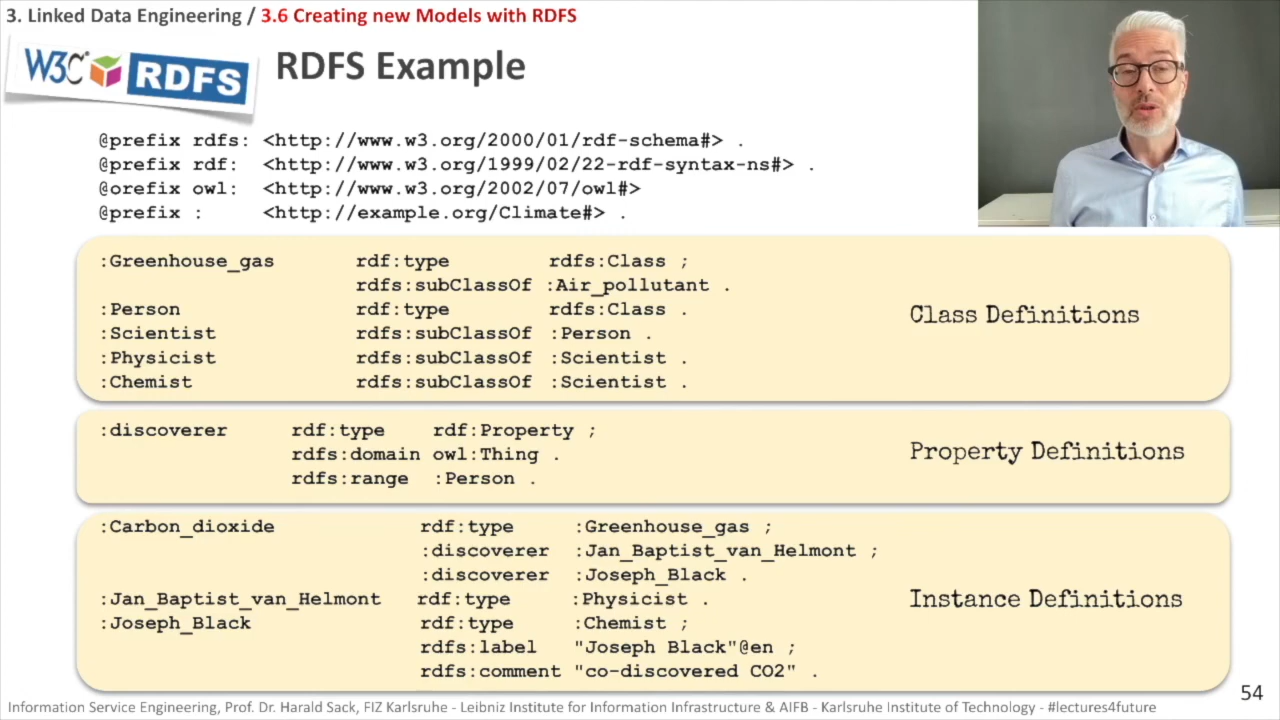 3. Linked Data Engineering / 3.6 Creating new Models with RDFS
W3C RDFS
RDFS Example
@prefix rdfs: <http://www.w3.org/2000/01/rdf-schema#> .
@prefix rdf: <http://www.w3.org/1999/02/22-rdf-syntax-ns#> .
@orefix owl: <http://www.w3.org/2002/07/owl#>
@prefix : <http://example.org/Climate#> .
:Greenhouse_gas rdf:type rdfs:Class ;
rdfs:subClassOf :Air_pollutant .
:Person rdf:type rdfs:Class .
:Scientist rdfs:subClassOf :Person .
:Physicist rdfs:subClassOf :Scientist .
:Chemist rdfs:subClassOf :Scientist .
Class Definitions
:discoverer rdf:type rdf:Property ;
rdfs:domain owl:Thing .
rdfs:range :Person .
Property Definitions
:Carbon_dioxide rdf:type :Greenhouse_gas ;
:discoverer :Jan_Baptist_van_Helmont ;
:discoverer :Joseph_Black .
:Jan_Baptist_van_Helmont rdf:type :Physicist .
:Joseph_Black rdf:type :Chemist ;
rdfs:label "Joseph Black"@en ;
rdfs:comment "co-discovered CO2" .
Instance Definitions
54
Information Service Engineering, Prof. Dr. Harald Sack, FIZ Karlsruhe - Leibniz Institute for Information Infrastructure & AIFB - Karlsruhe Institute of Technology - #lectures4future